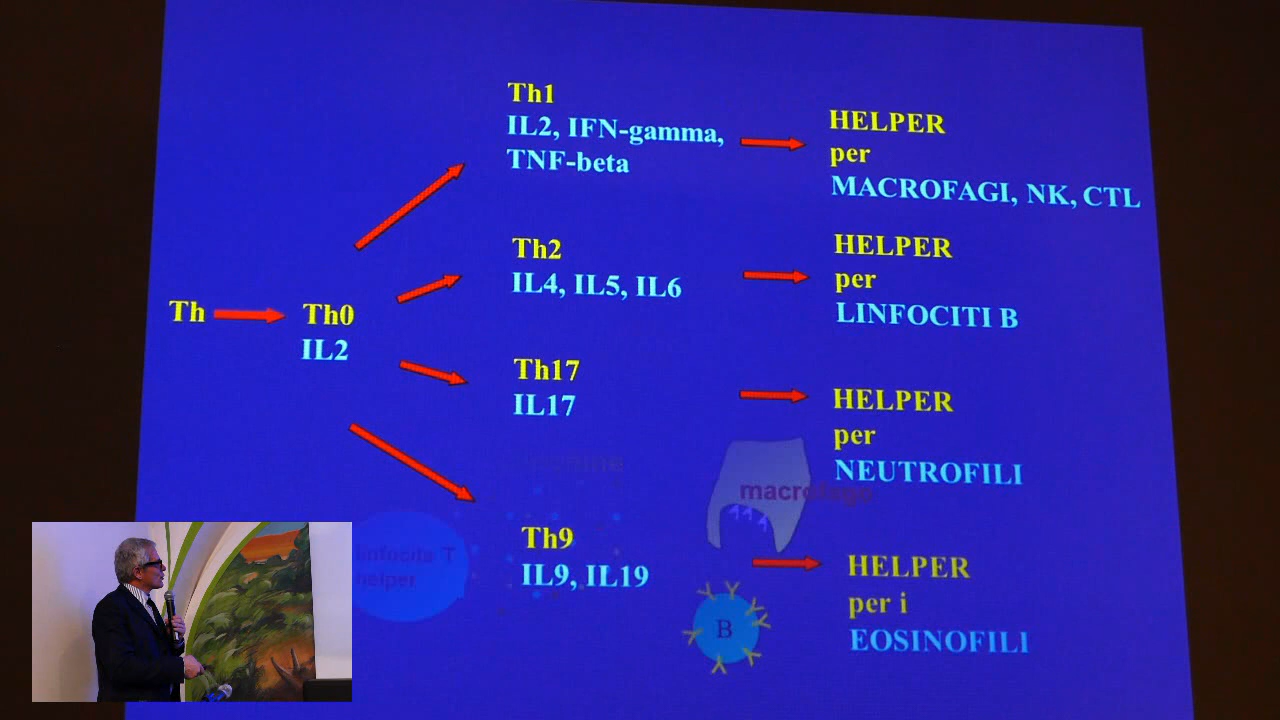 Th1
IL2, IFN-gamma,
TNF-beta
HELPER
per
MACROFAGI, NK, CTL
Th2
IL4, IL5, IL6
HELPER
per
LINFOCITI B
Th
Th0
IL2
Th17
IL17
HELPER
per
NEUTROFILI
macrofago
linfocita T
helper
Th9
IL9, IL19
HELPER
per i
EOSINOFILI
B